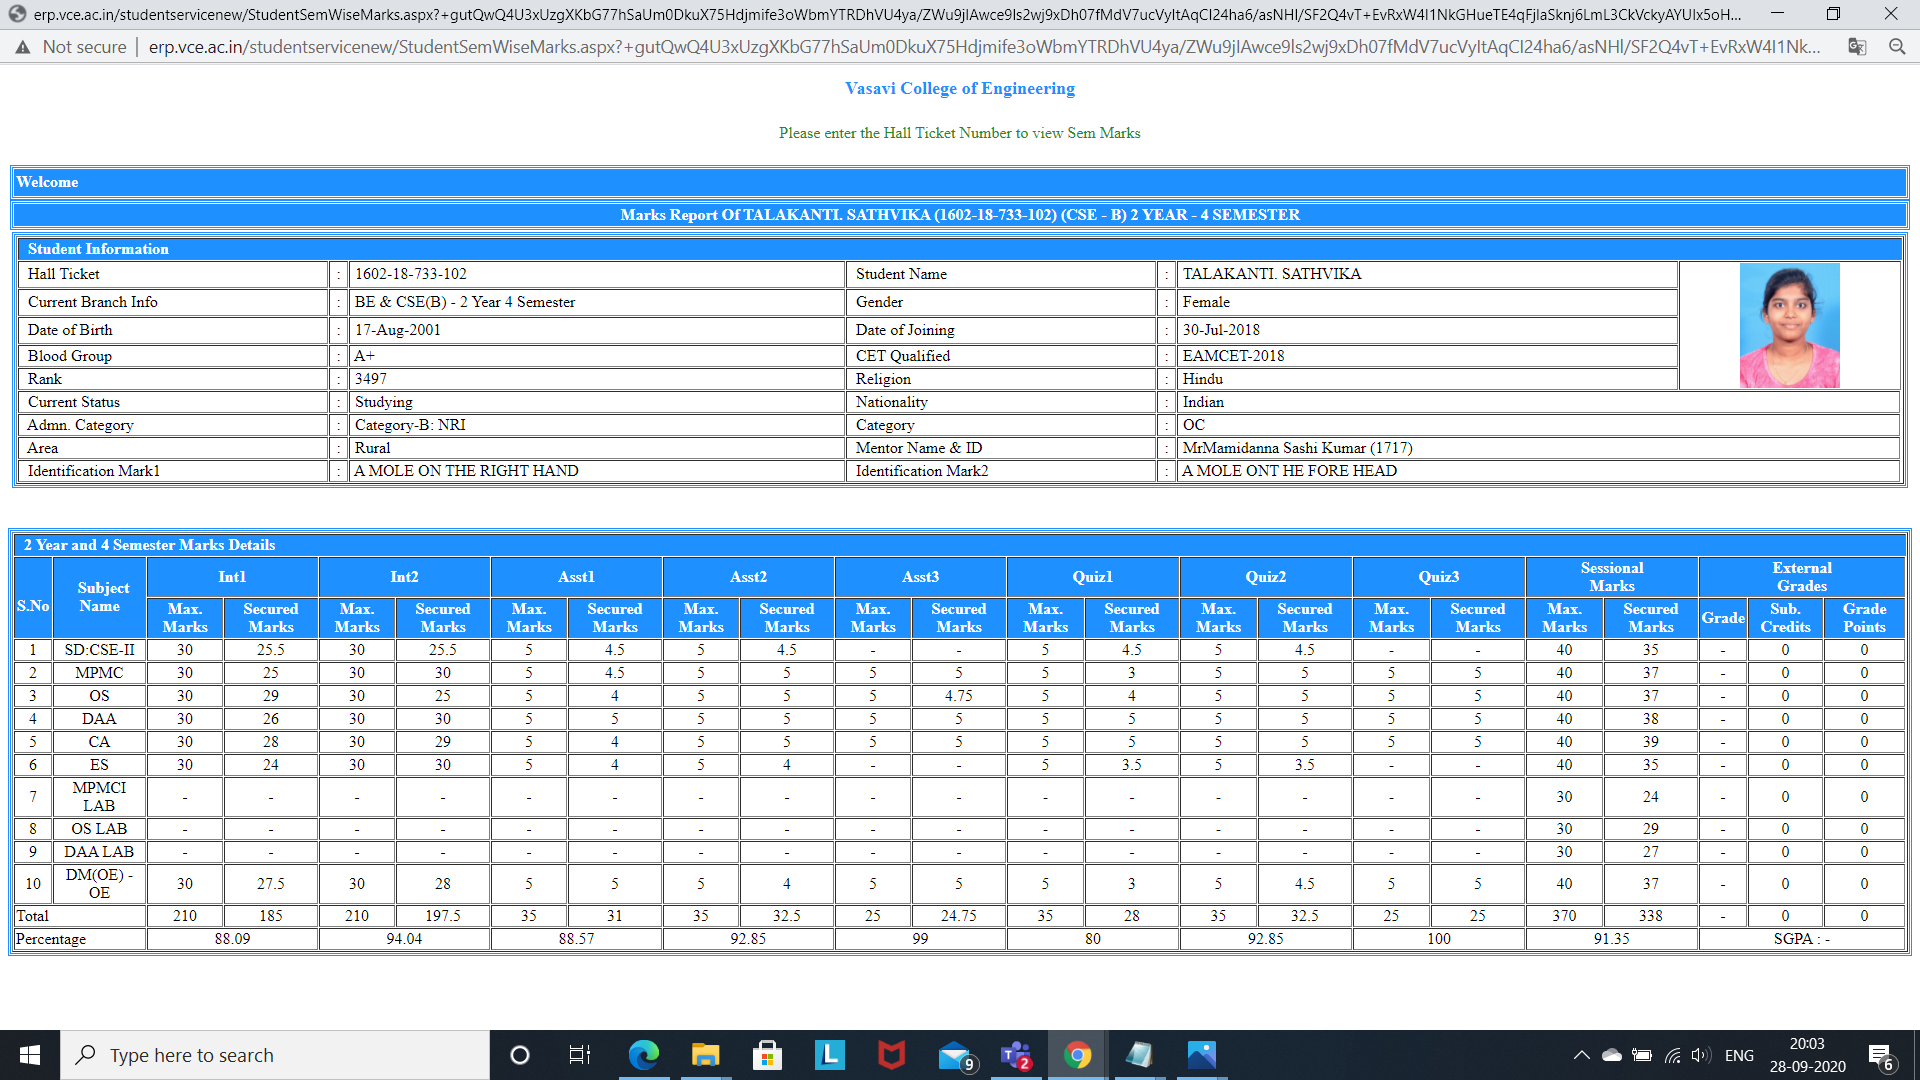 erp.vce.ac.in/studentservicenew/StudentSemWiseMarks.aspx?+gutQwQ4U3xUzgXKbG77hSaUm0DkuX75Hdjmife3oWbmYTRDhVU4ya/ZWu9jIAwce9Is2wj9xDh07fMdV7ucVyItAqCI24ha6/asNHI/SF2Q4vT+EvRxW4I1NkGHueTE4qFjIaSknj6LmL3CkVckyAYUIx5oH...
Not secure | erp.vce.ac.in/studentservicenew/StudentSemWiseMarks.aspx?+gutQwQ4U3xUzgXKbG77hSaUm0DkuX75Hdjmife3oWbmYTRDhVU4ya/ZWu9jIAwce9Is2wj9xDh07fMdV7ucVyItAqCI24ha6/asNHI/SF2Q4vT+EvRxW4I1Nk...
Vasavi College of Engineering
Please enter the Hall Ticket Number to view Sem Marks
Welcome
Marks Report Of TALAKANTI. SATHVIKA (1602-18-733-102) (CSE - B) 2 YEAR - 4 SEMESTER
Student Information
Hall Ticket : 1602-18-733-102 Student Name : TALAKANTI. SATHVIKA
Current Branch Info : BE & CSE(B) - 2 Year 4 Semester Gender : Female
Date of Birth : 17-Aug-2001 Date of Joining : 30-Jul-2018
Blood Group : A+ CET Qualified : EAMCET-2018
Rank : 3497 Religion : Hindu
Current Status : Studying Nationality : Indian
Admn. Category : Category-B: NRI Category : OC
Area : Rural Mentor Name & ID : MrMamidanna Sashi Kumar (1717)
Identification Mark1 : A MOLE ON THE RIGHT HAND Identification Mark2 : A MOLE ONT HE FORE HEAD
2 Year and 4 Semester Marks Details
S.No Subject Name Int1 Int2 Asst1 Asst2 Asst3 Quiz1 Quiz2 Quiz3 Sessional Marks External Grades
Max. Marks Secured Marks Max. Marks Secured Marks Max. Marks Secured Marks Max. Marks Secured Marks Max. Marks Secured Marks Max. Marks Secured Marks Max. Marks Secured Marks Max. Marks Secured Marks Max. Marks Secured Marks Grade Sub. Credits Grade Points
1 SD:CSE-II 30 25.5 30 25.5 5 4.5 5 4.5 - - 5 4.5 5 4.5 - - 40 35 - 0 0
2 MPMC 30 25 30 30 5 4.5 5 5 5 5 5 3 5 5 5 5 40 37 - 0 0
3 OS 30 29 30 25 5 4 5 5 5 4.75 5 4 5 5 5 5 40 37 - 0 0
4 DAA 30 26 30 30 5 5 5 5 5 5 5 5 5 5 5 5 40 38 - 0 0
5 CA 30 28 30 29 5 4 5 5 5 5 5 5 5 5 5 5 40 39 - 0 0
6 ES 30 24 30 30 5 4 5 4 - - 5 3.5 5 3.5 - - 40 35 - 0 0
7 MPMCI LAB - - - - - - - - - - - - - - - - 30 24 - 0 0
8 OS LAB - - - - - - - - - - - - - - - - 30 29 - 0 0
9 DAA LAB - - - - - - - - - - - - - - - - 30 27 - 0 0
10 DM(OE) - OE 30 27.5 30 28 5 5 5 4 5 5 5 3 5 4.5 5 5 40 37 - 0 0
Total 210 185 210 197.5 35 31 35 32.5 25 24.75 35 28 35 32.5 25 25 370 338 - 0 0
Percentage 88.09 94.04 88.57 92.85 99 80 92.85 100 91.35 SGPA : -
Type here to search
L
9
T
2
ENG
20:03
28-09-2020
6